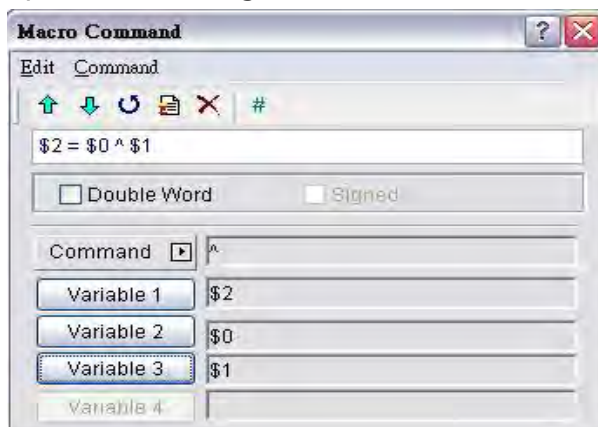 Macro Command
Edit Command
#
$2 = $0 ^ $1
Double Word Signed
Command ^
Variable 1 $2
Variable 2 $0
Variable 3 $1
Variable 4